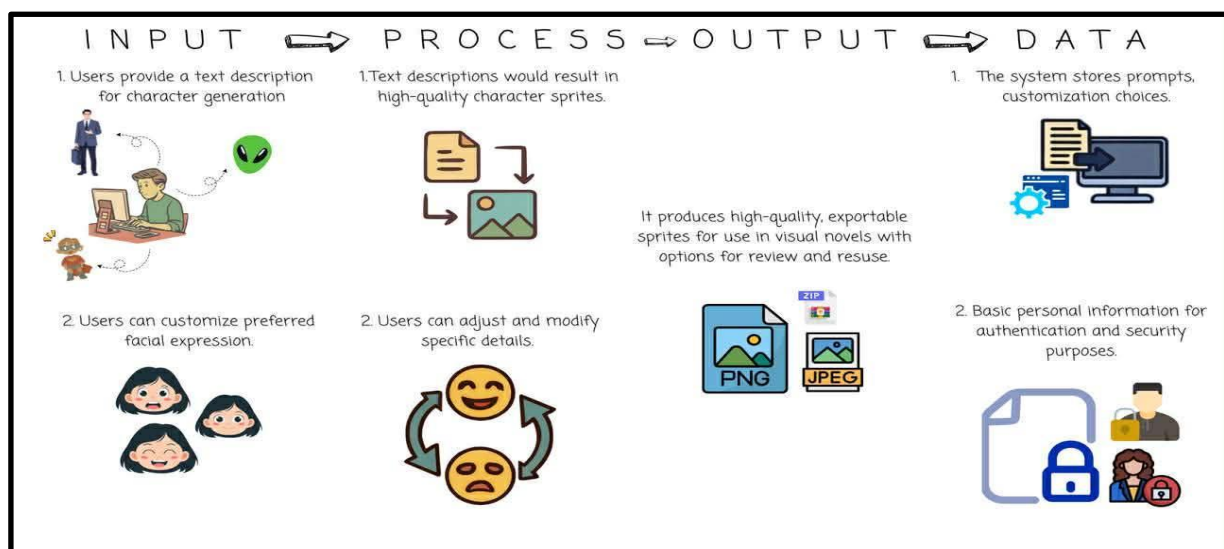 INPUT
PROCESS
OUTPUT
DATA
1. Users provide a text description
for character generation
2. Users can customize preferred
facial expression.
1.Text descriptions would result in
high-quality character sprites.
2. Users can adjust and modify
specific details.
It produces high-quality, exportable
sprites for use in visual novels with
options for review and resuse.
ZIP
PNG
JPEG
1. The system stores prompts,
customization choices.
2. Basic personal information for
authentication and security
purposes.